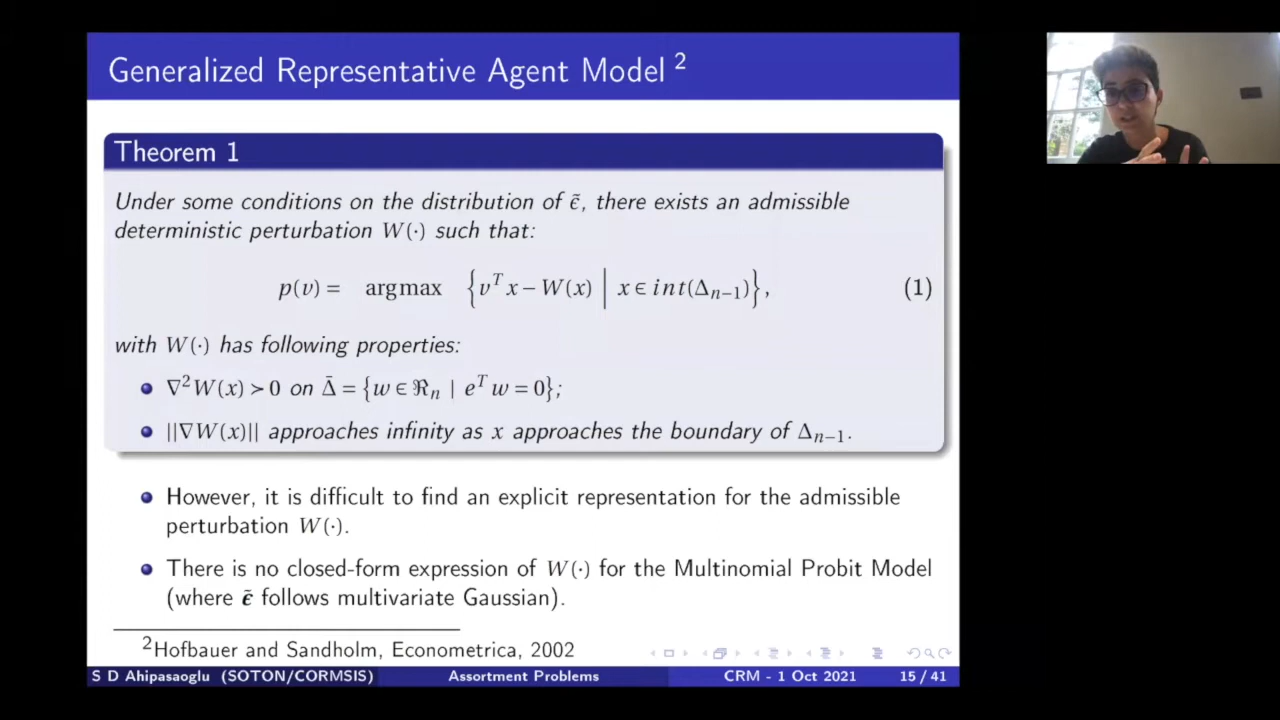 Generalized Representative Agent Model ²
Theorem 1
Under some conditions on the distribution of ϵ̃, there exists an admissible
deterministic perturbation W(·) such that:
p(v) = argmax {vᵀx − W(x) | x ∈ int(Δₙ₋₁)}, (1)
with W(·) has following properties:
∇²W(x) ≻ 0 on Δ̄ = {w ∈ ℜₙ | eᵀw = 0};
||∇W(x)|| approaches infinity as x approaches the boundary of Δₙ₋₁.
However, it is difficult to find an explicit representation for the admissible
perturbation W(·).
There is no closed-form expression of W(·) for the Multinomial Probit Model
(where ϵ̃ follows multivariate Gaussian).
²Hofbauer and Sandholm, Econometrica, 2002
S D Ahipasaoglu (SOTON/CORMSIS) Assortment Problems CRM - 1 Oct 2021 15 / 41